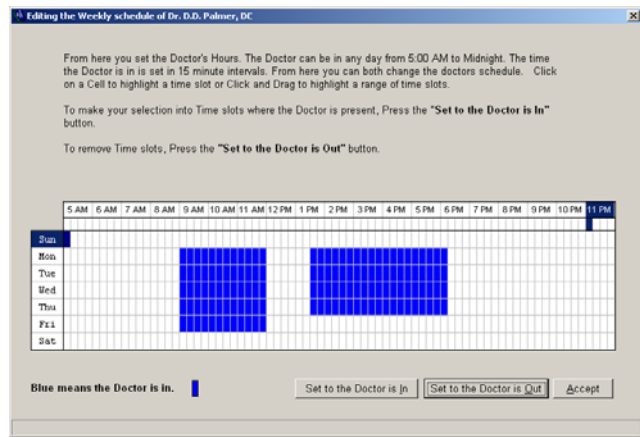 Editing the Weekly schedule of Dr. D.D. Palmer, DC
From here you set the Doctor's Hours. The Doctor can be in any day from 5:00 AM to Midnight. The time
the Doctor is in is set in 15 minute intervals. From here you can both change the doctors schedule. Click
on a Cell to highlight a time slot or Click and Drag to highlight a range of time slots.
To make your selection into Time slots where the Doctor is present, Press the "Set to the Doctor is In"
button.
To remove Time slots, Press the "Set to the Doctor is Out" button.
5 AM 6 AM 7 AM 8 AM 9 AM 10 AM 11 AM 12 PM 1 PM 2 PM 3 PM 4 PM 5 PM 6 PM 7 PM 8 PM 9 PM 10 PM 11 PM
Sun
Mon
Tue
Wed
Thu
Fri
Sat
Blue means the Doctor is in. Set to the Doctor is In Set to the Doctor is Out Accept